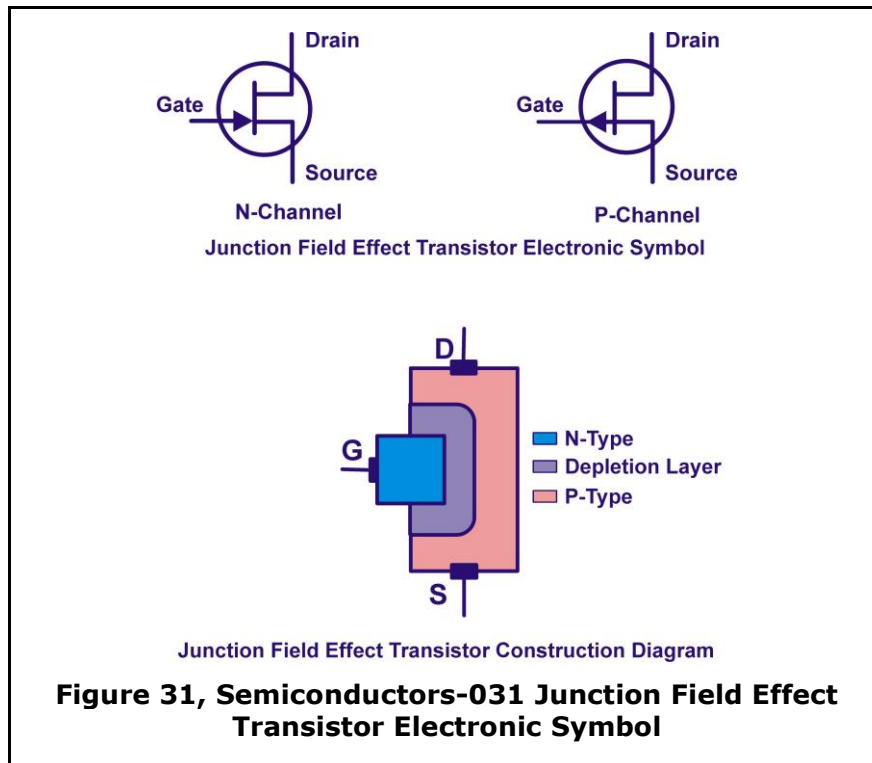 Drain
Drain
Gate
Gate
Source
Source
N-Channel
P-Channel
Junction Field Effect Transistor Electronic Symbol
D
G
N-Type
Depletion Layer
P-Type
S
Junction Field Effect Transistor Construction Diagram
Figure 31, Semiconductors-031 Junction Field Effect
Transistor Electronic Symbol